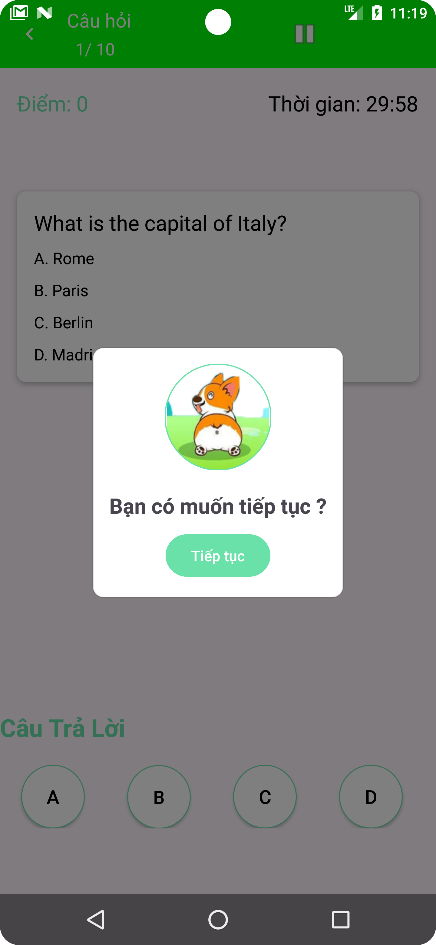 LTE 11:19
Câu hỏi
1/ 10
Điểm: 0
Thời gian: 29:58
What is the capital of Italy?
A. Rome
B. Paris
C. Berlin
D. Madri
Bạn có muốn tiếp tục ?
Tiếp tục
Câu Trả Lời
A B C D